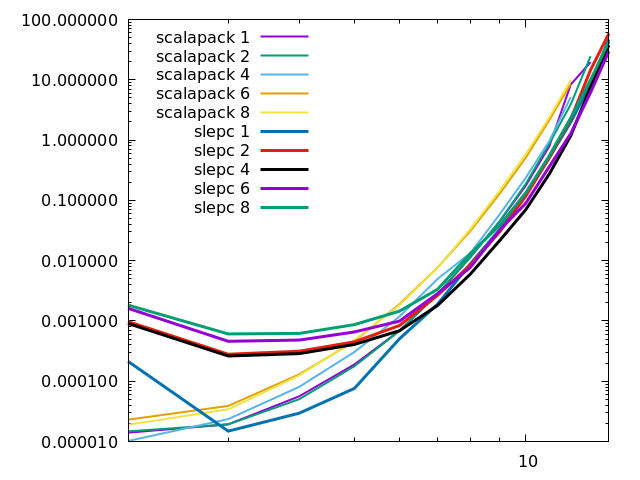 100.000000
10.000000
1.000000
0.100000
0.010000
0.001000
0.000100
0.000010
scalapack 1
scalapack 2
scalapack 4
scalapack 6
scalapack 8
slepc 1
slepc 2
slepc 4
slepc 6
slepc 8
10